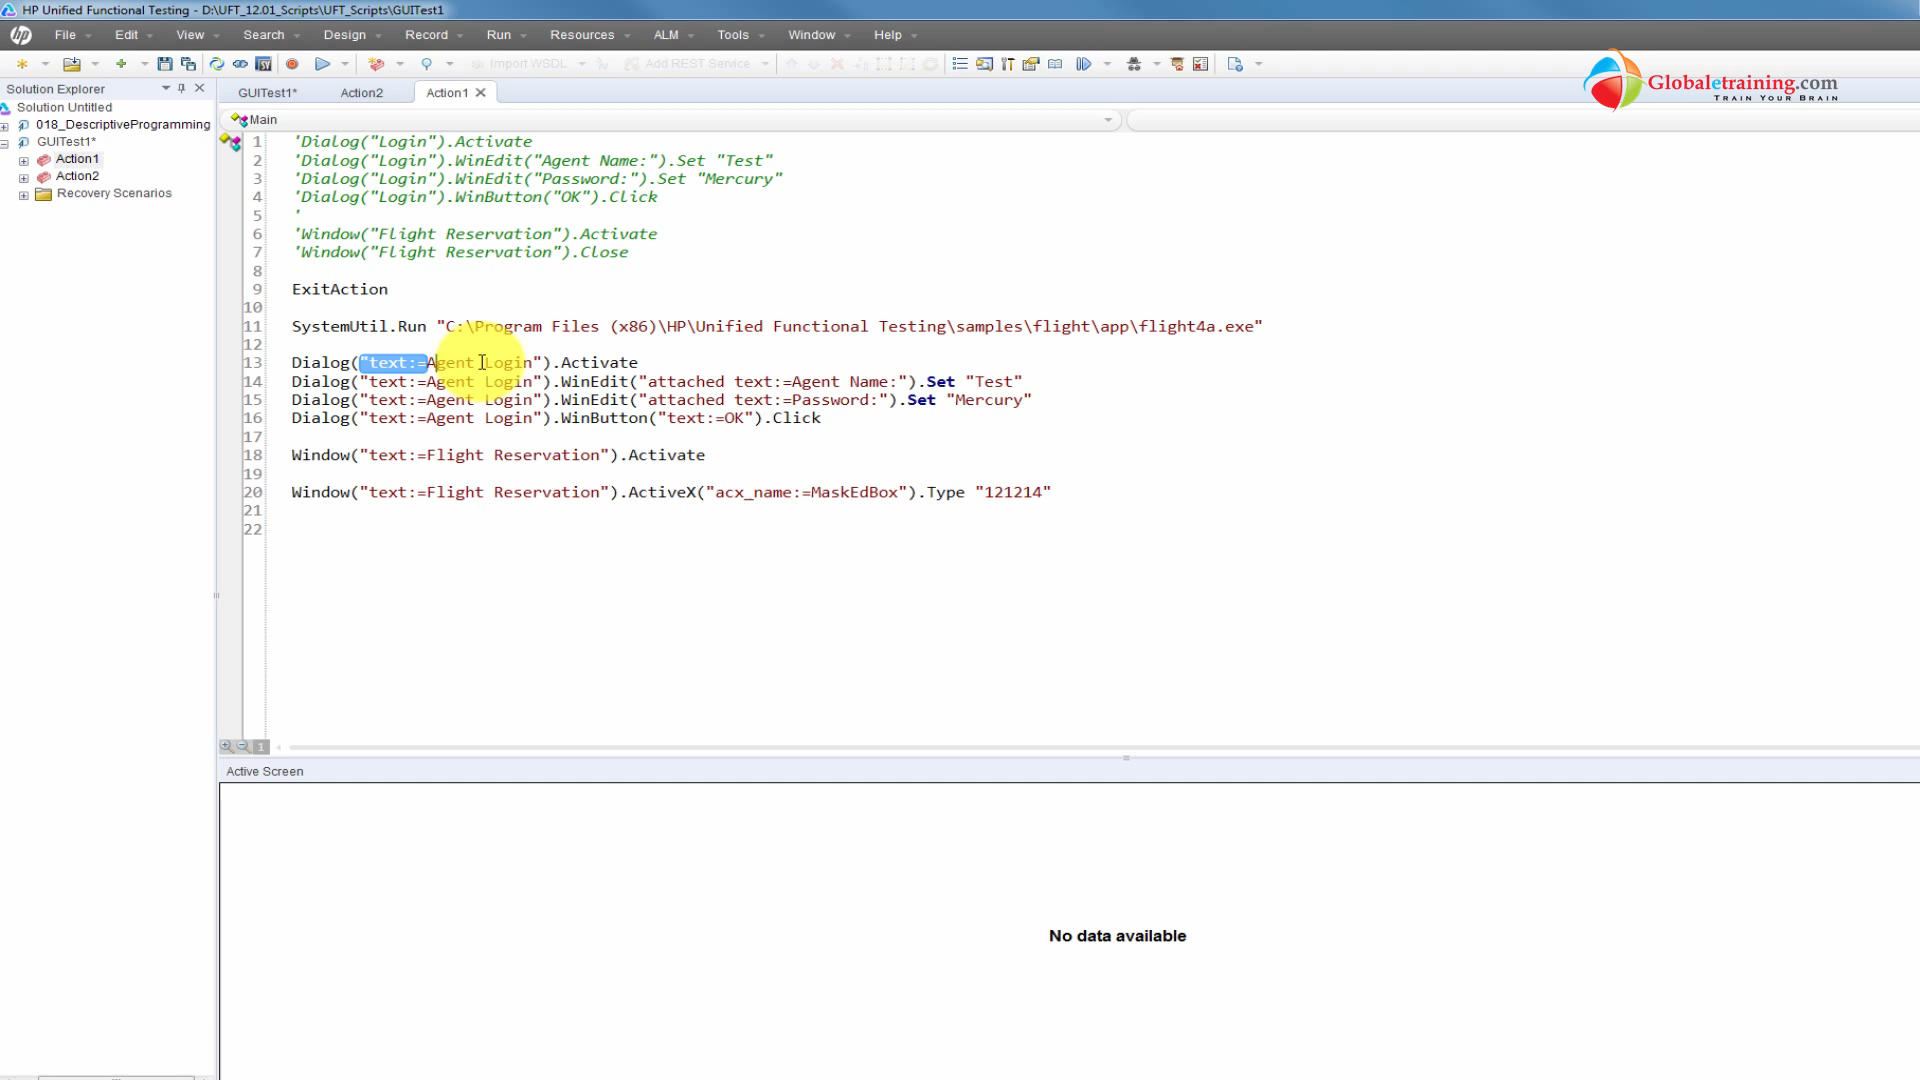 HP Unified Functional Testing - D:\UFT_12.01_Scripts\UFT_Scripts\GUITest1
File Edit View Search Design Record Run Resources ALM Tools Window Help
Import WSDL Add REST Service
Globaletraining.com
TRAIN YOUR BRAIN
Solution Explorer
GUITest1* Action2 Action1
Solution Untitled
018_DescriptiveProgramming
GUITest1*
Action1
Action2
Recovery Scenarios
Main
1 'Dialog("Login").Activate
2 'Dialog("Login").WinEdit("Agent Name:").Set "Test"
3 'Dialog("Login").WinEdit("Password:").Set "Mercury"
4 'Dialog("Login").WinButton("OK").Click
5 '
6 'Window("Flight Reservation").Activate
7 'Window("Flight Reservation").Close
8
9 ExitAction
10
11 SystemUtil.Run "C:\Program Files (x86)\HP\Unified Functional Testing\samples\flight\app\flight4a.exe"
12
13 Dialog("text:=Agent Login").Activate
14 Dialog("text:=Agent Login").WinEdit("attached text:=Agent Name:").Set "Test"
15 Dialog("text:=Agent Login").WinEdit("attached text:=Password:").Set "Mercury"
16 Dialog("text:=Agent Login").WinButton("text:=OK").Click
17
18 Window("text:=Flight Reservation").Activate
19
20 Window("text:=Flight Reservation").ActiveX("acx_name:=MaskEdBox").Type "121214"
21
22
1
Active Screen
No data available